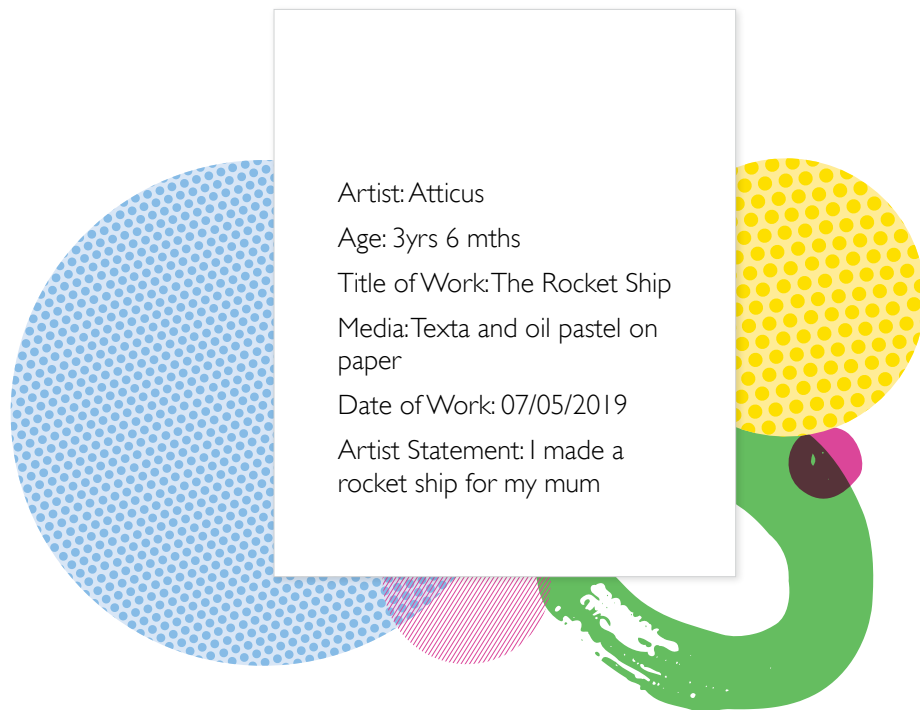 Artist: Atticus
Age: 3yrs 6 mths
Title of Work: The Rocket Ship
Media: Texta and oil pastel on
paper
Date of Work: 07/05/2019
Artist Statement: I made a
rocket ship for my mum